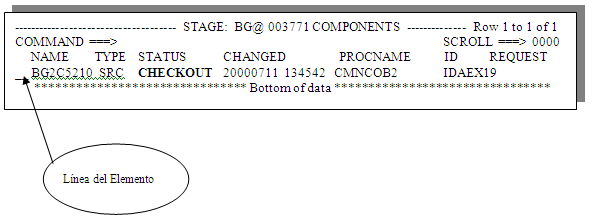 ------------------------------------ STAGE: BG@ 003771 COMPONENTS -------------- Row 1 to 1 of 1
COMMAND ===> SCROLL ===> 0000
NAME TYPE STATUS CHANGED PROCNAME ID REQUEST
__ BG2C5210 SRC CHECKOUT 20000711 134542 CMNCOB2 IDAEX19
****************************** Bottom of data *******************************
Línea del Elemento